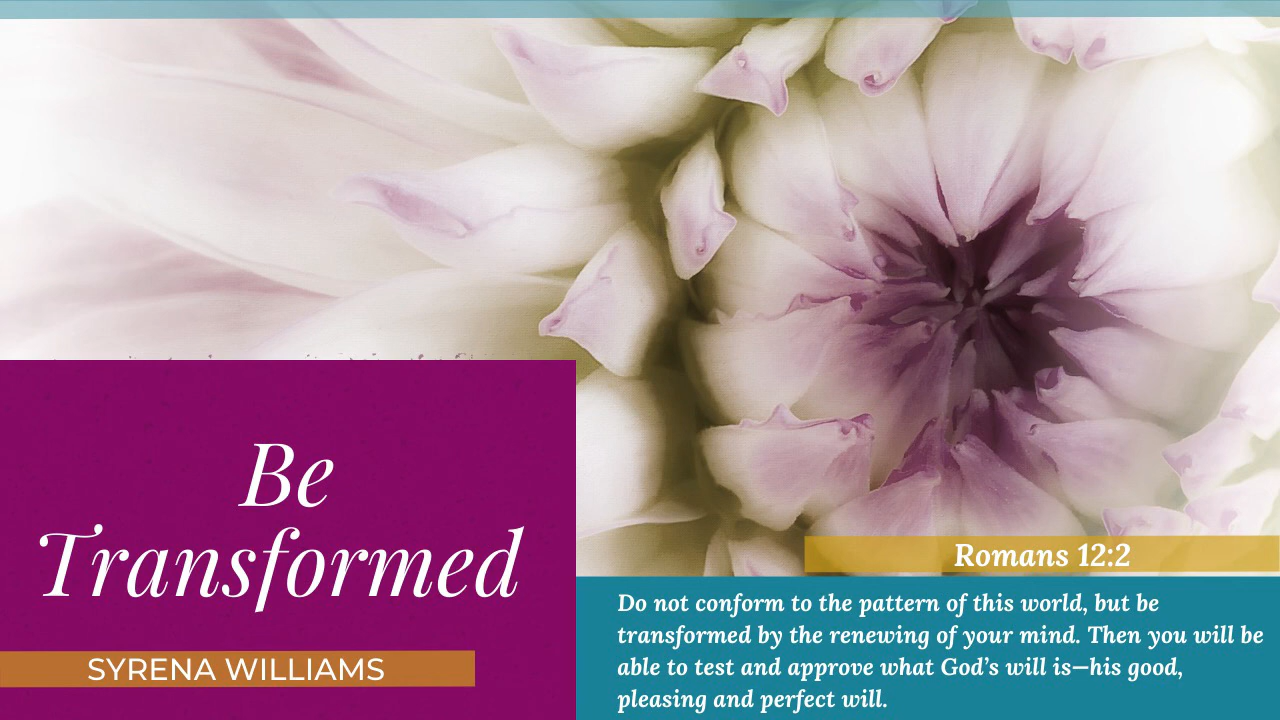 Be
Transformed
SYRENA WILLIAMS
Romans 12:2
Do not conform to the pattern of this world, but be
transformed by the renewing of your mind. Then you will be
able to test and approve what God’s will is—his good,
pleasing and perfect will.